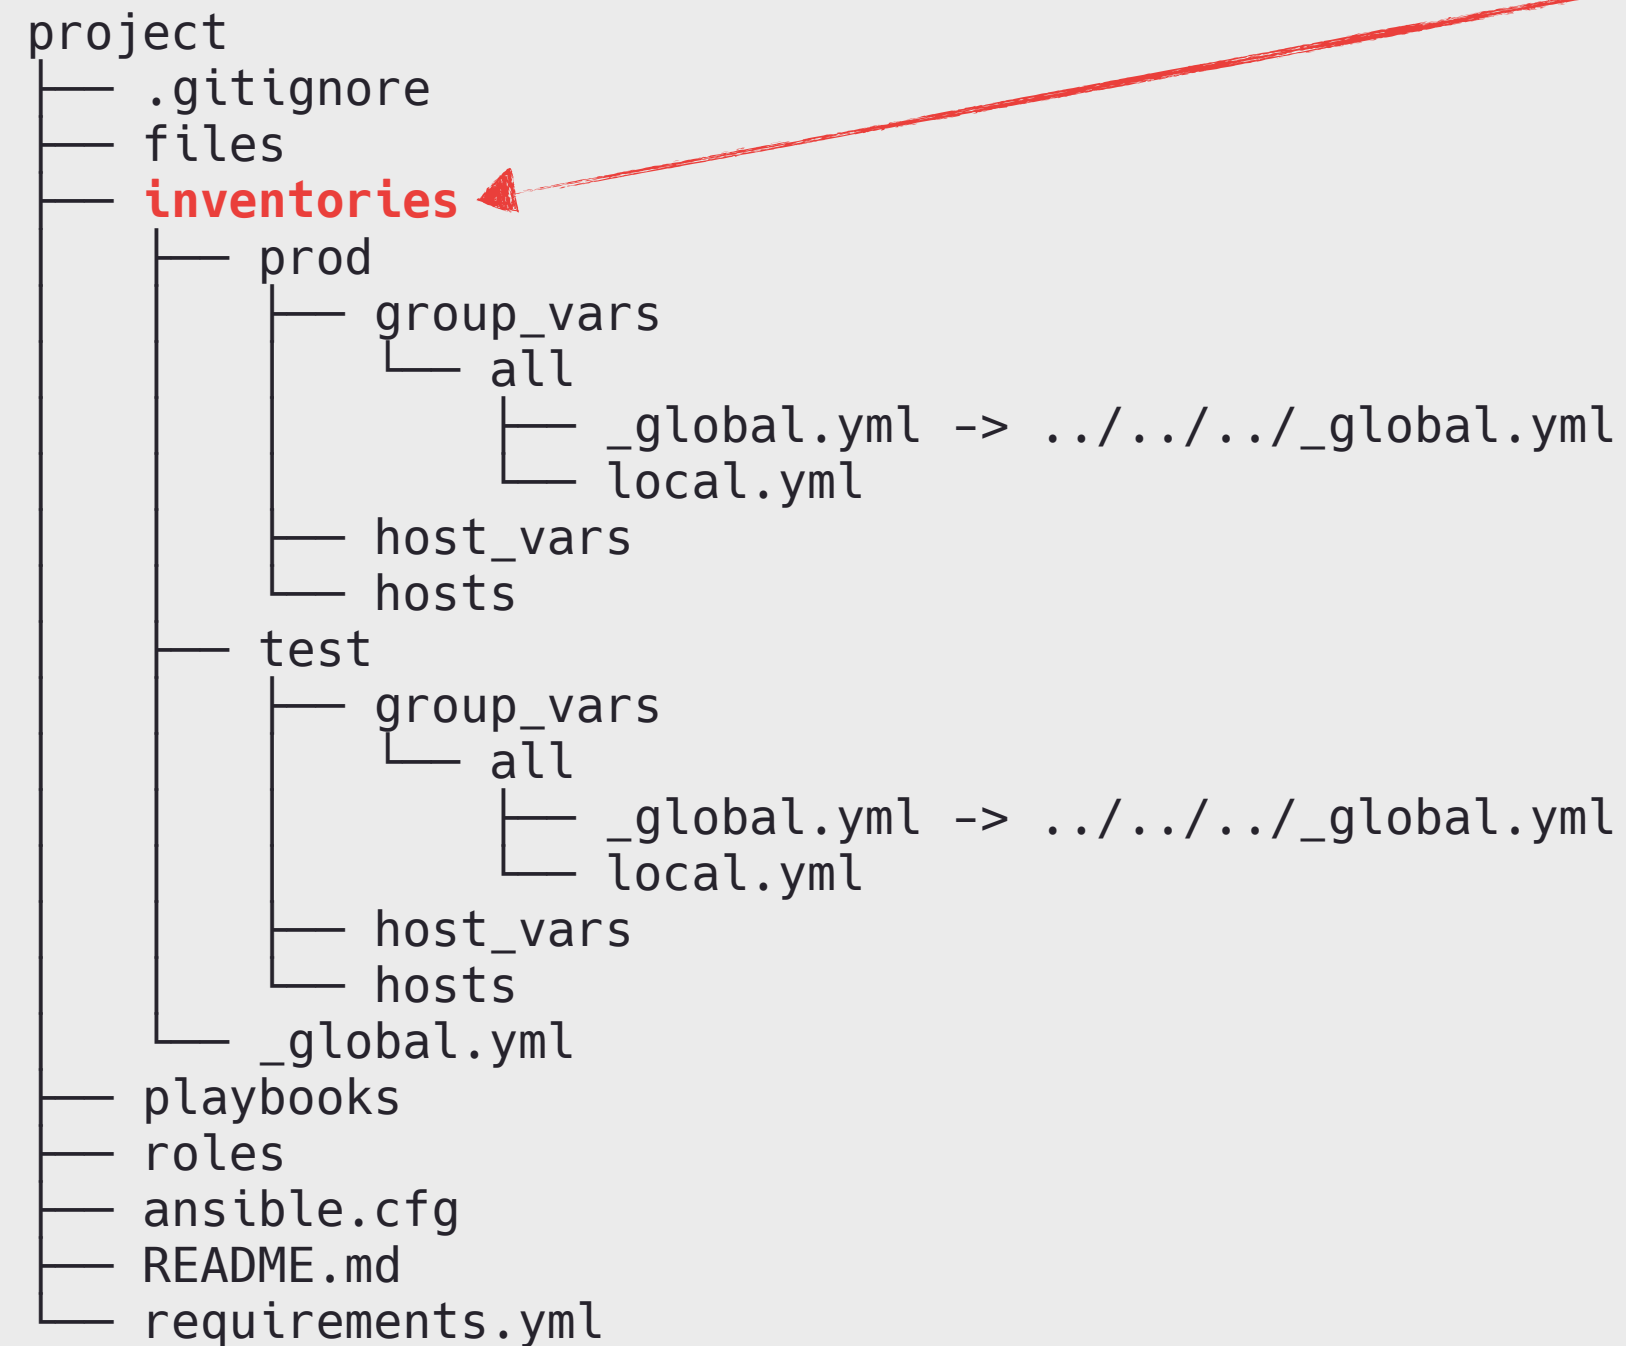 project
├── .gitignore
├── files
├── inventories
│   ├── prod
│   │   ├── group_vars
│   │   │   └── all
│   │   │       ├── _global.yml -> ../../../_global.yml
│   │   │       └── local.yml
│   │   ├── host_vars
│   │   └── hosts
│   ├── test
│   │   ├── group_vars
│   │   │   └── all
│   │   │       ├── _global.yml -> ../../../_global.yml
│   │   │       └── local.yml
│   │   ├── host_vars
│   │   └── hosts
│   └── _global.yml
├── playbooks
├── roles
├── ansible.cfg
├── README.md
└── requirements.yml